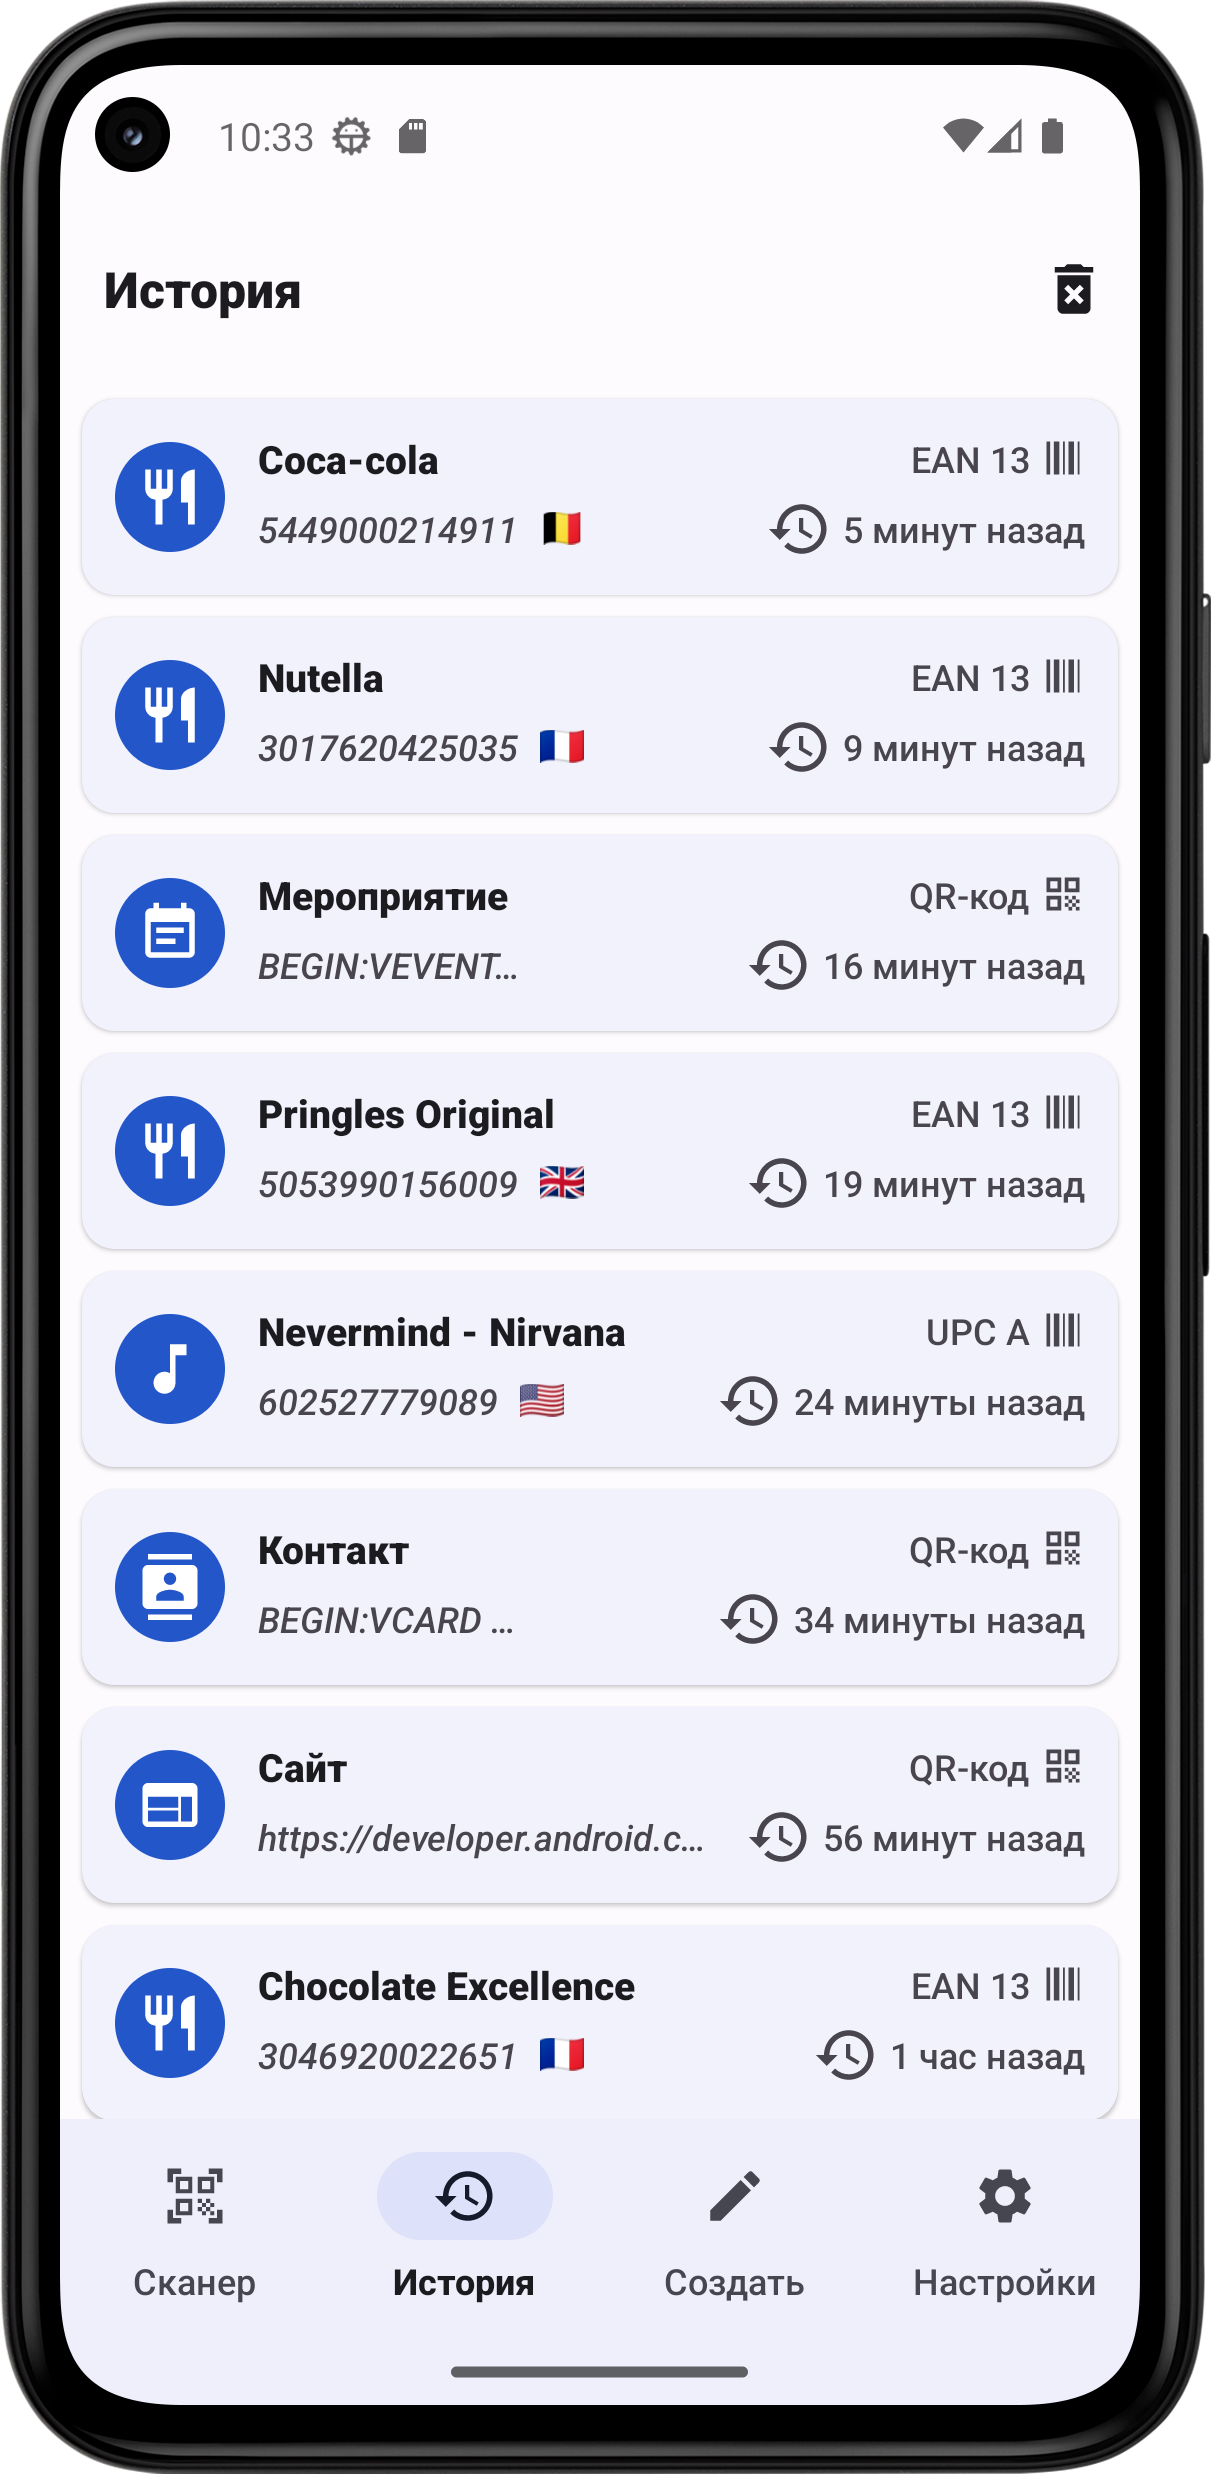 10:33
История
Coca-cola
EAN 13
5449000214911
5 минут назад
Nutella
EAN 13
3017620425035
9 минут назад
Мероприятие
QR-код
BEGIN:VEVENT...
16 минут назад
Pringles Original
EAN 13
5053990156009
19 минут назад
Nevermind - Nirvana
UPC A
602527779089
24 минуты назад
Контакт
QR-код
BEGIN:VCARD ...
34 минуты назад
Сайт
QR-код
https://developer.android.c...
56 минут назад
Chocolate Excellence
EAN 13
3046920022651
1 час назад
Сканер
История
Создать
Настройки